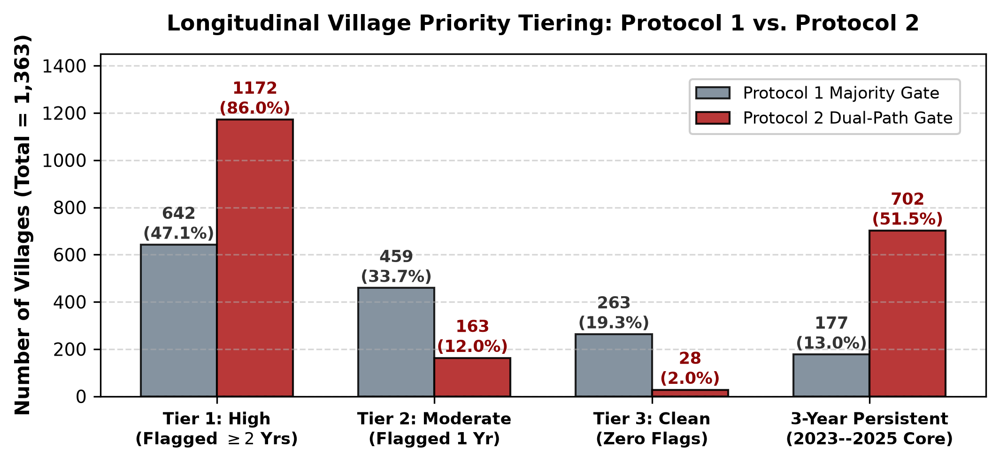 Longitudinal Village Priority Tiering: Protocol 1 vs. Protocol 2
Number of Villages (Total = 1,363)
1400
1200
1000
800
600
400
200
0
Protocol 1 Majority Gate
Protocol 2 Dual-Path Gate
642
(47.1%)
1172
(86.0%)
459
(33.7%)
163
(12.0%)
263
(19.3%)
28
(2.0%)
177
(13.0%)
702
(51.5%)
Tier 1: High
(Flagged ≥2 Yrs)
Tier 2: Moderate
(Flagged 1 Yr)
Tier 3: Clean
(Zero Flags)
3-Year Persistent
(2023--2025 Core)